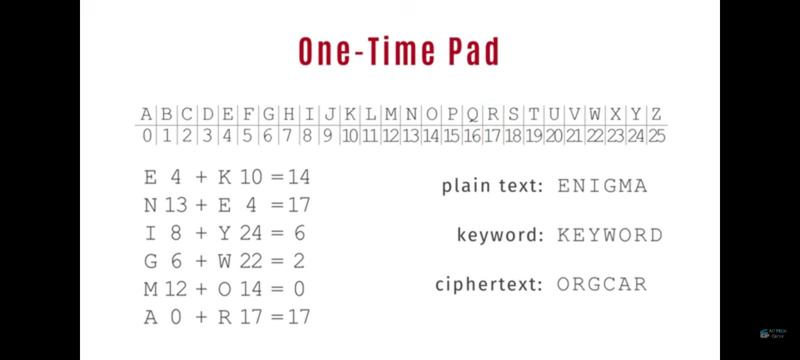 One-Time Pad
A B C D E F G H I J K L M N O P Q R S T U V W X Y Z
0 1 2 3 4 5 6 7 8 9 10 11 12 13 14 15 16 17 18 19 20 21 22 23 24 25
E 4 + K 10 = 14
N 13 + E 4 = 17
I 8 + Y 24 = 6
G 6 + W 22 = 2
M 12 + O 14 = 0
A 0 + R 17 = 17
plain text: ENIGMA
keyword: KEYWORD
ciphertext: ORGCAR